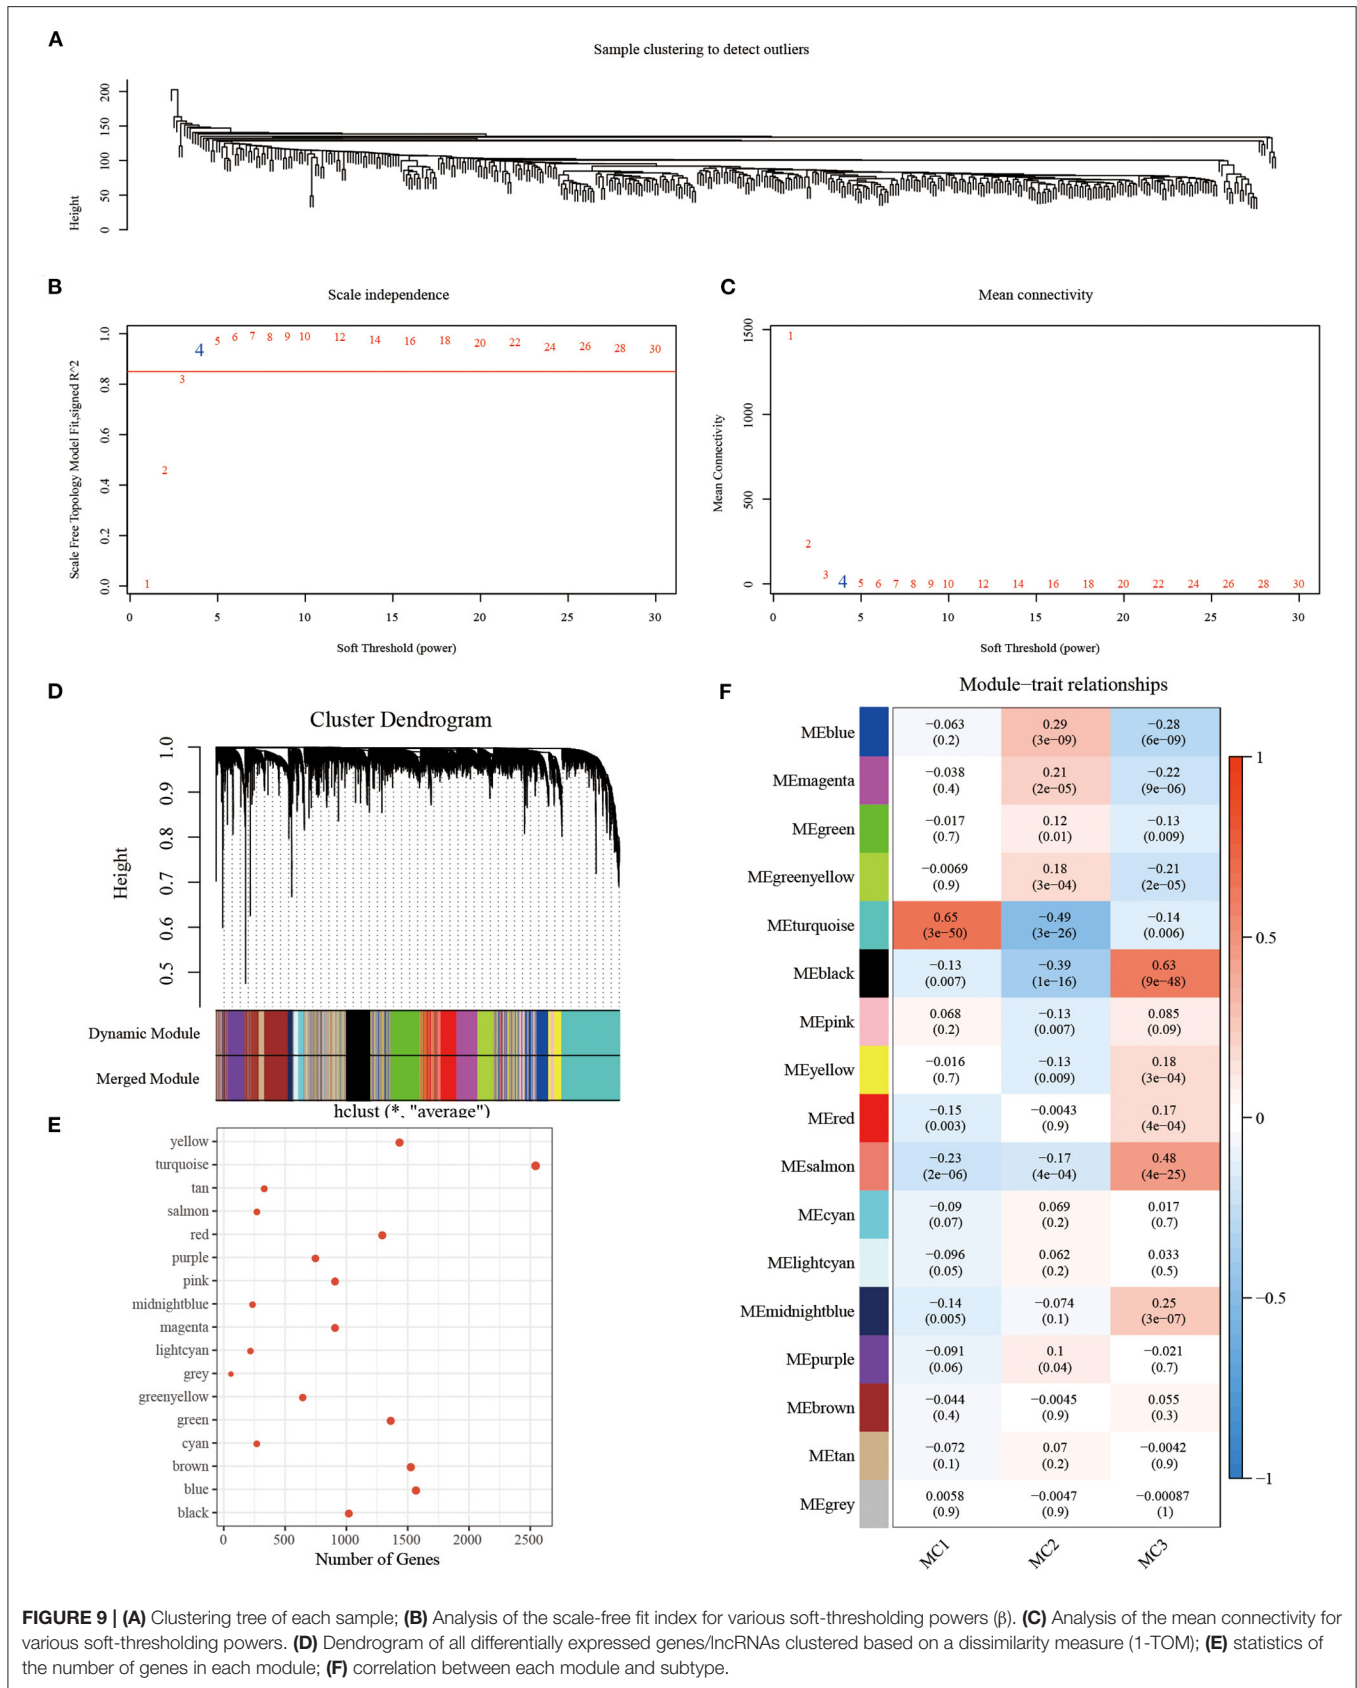 A
Sample clustering to detect outliers
Height
0 50 100 150 200
B
Scale independence
Scale Free Topology Model Fit,signed R^2
0.0 0.2 0.4 0.6 0.8 1.0
1 2 3 4 5 6 7 8 9 10 12 14 16 18 20 22 24 26 28 30
0 5 10 15 20 25 30
Soft Threshold (power)
C
Mean connectivity
Mean Connectivity
0 500 1000 1500
1 2 3 4 5 6 7 8 9 10 12 14 16 18 20 22 24 26 28 30
0 5 10 15 20 25 30
Soft Threshold (power)
D
Cluster Dendrogram
Height
0.5 0.6 0.7 0.8 0.9 1.0
Dynamic Module
Merged Module
hclust (*, "average")
E
yellow
turquoise
tan
salmon
red
purple
pink
midnightblue
magenta
lightcyan
grey
greenyellow
green
cyan
brown
blue
black
0 500 1000 1500 2000 2500
Number of Genes
F
Module−trait relationships
MEblue
−0.063 0.29 −0.28
(0.2) (3e−09) (6e−09)
MEmagenta
−0.038 0.21 −0.22
(0.4) (2e−05) (9e−06)
MEgreen
−0.017 0.12 −0.13
(0.7) (0.01) (0.009)
MEgreenyellow
−0.0069 0.18 −0.21
(0.9) (3e−04) (2e−05)
MEturquoise
0.65 −0.49 −0.14
(3e−50) (3e−26) (0.006)
MEblack
−0.13 −0.39 0.63
(0.007) (1e−16) (9e−48)
MEpink
0.068 −0.13 0.085
(0.2) (0.007) (0.09)
MEyellow
−0.016 −0.13 0.18
(0.7) (0.009) (3e−04)
MEred
−0.15 −0.0043 0.17
(0.003) (0.9) (4e−04)
MEsalmon
−0.23 −0.17 0.48
(2e−06) (4e−04) (4e−25)
MEcyan
−0.09 0.069 0.017
(0.07) (0.2) (0.7)
MElightcyan
−0.096 0.062 0.033
(0.05) (0.2) (0.5)
MEmidnightblue
−0.14 −0.074 0.25
(0.005) (0.1) (3e−07)
MEpurple
−0.091 0.1 −0.021
(0.06) (0.04) (0.7)
MEbrown
−0.044 −0.0045 0.055
(0.4) (0.9) (0.3)
MEtan
−0.072 0.07 −0.0042
(0.1) (0.2) (0.9)
MEgrey
0.0058 −0.0047 −0.00087
(0.9) (0.9) (1)
MC1 MC2 MC3
1
0.5
0
−0.5
−1
FIGURE 9 | (A) Clustering tree of each sample; (B) Analysis of the scale-free fit index for various soft-thresholding powers (β). (C) Analysis of the mean connectivity for
various soft-thresholding powers. (D) Dendrogram of all differentially expressed genes/lncRNAs clustered based on a dissimilarity measure (1-TOM); (E) statistics of
the number of genes in each module; (F) correlation between each module and subtype.